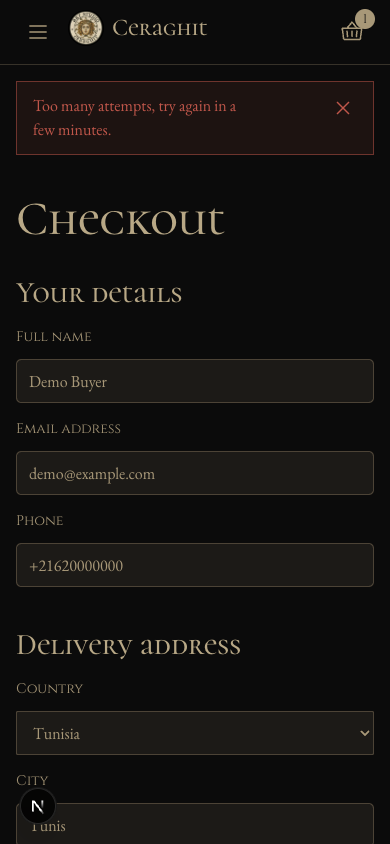 Ceraghit
1
Too many attempts, try again in a
few minutes.
Checkout
Your details
Full name
Demo Buyer
Email address
demo@example.com
Phone
+21620000000
Delivery address
Country
Tunisia
City
N
Tunis